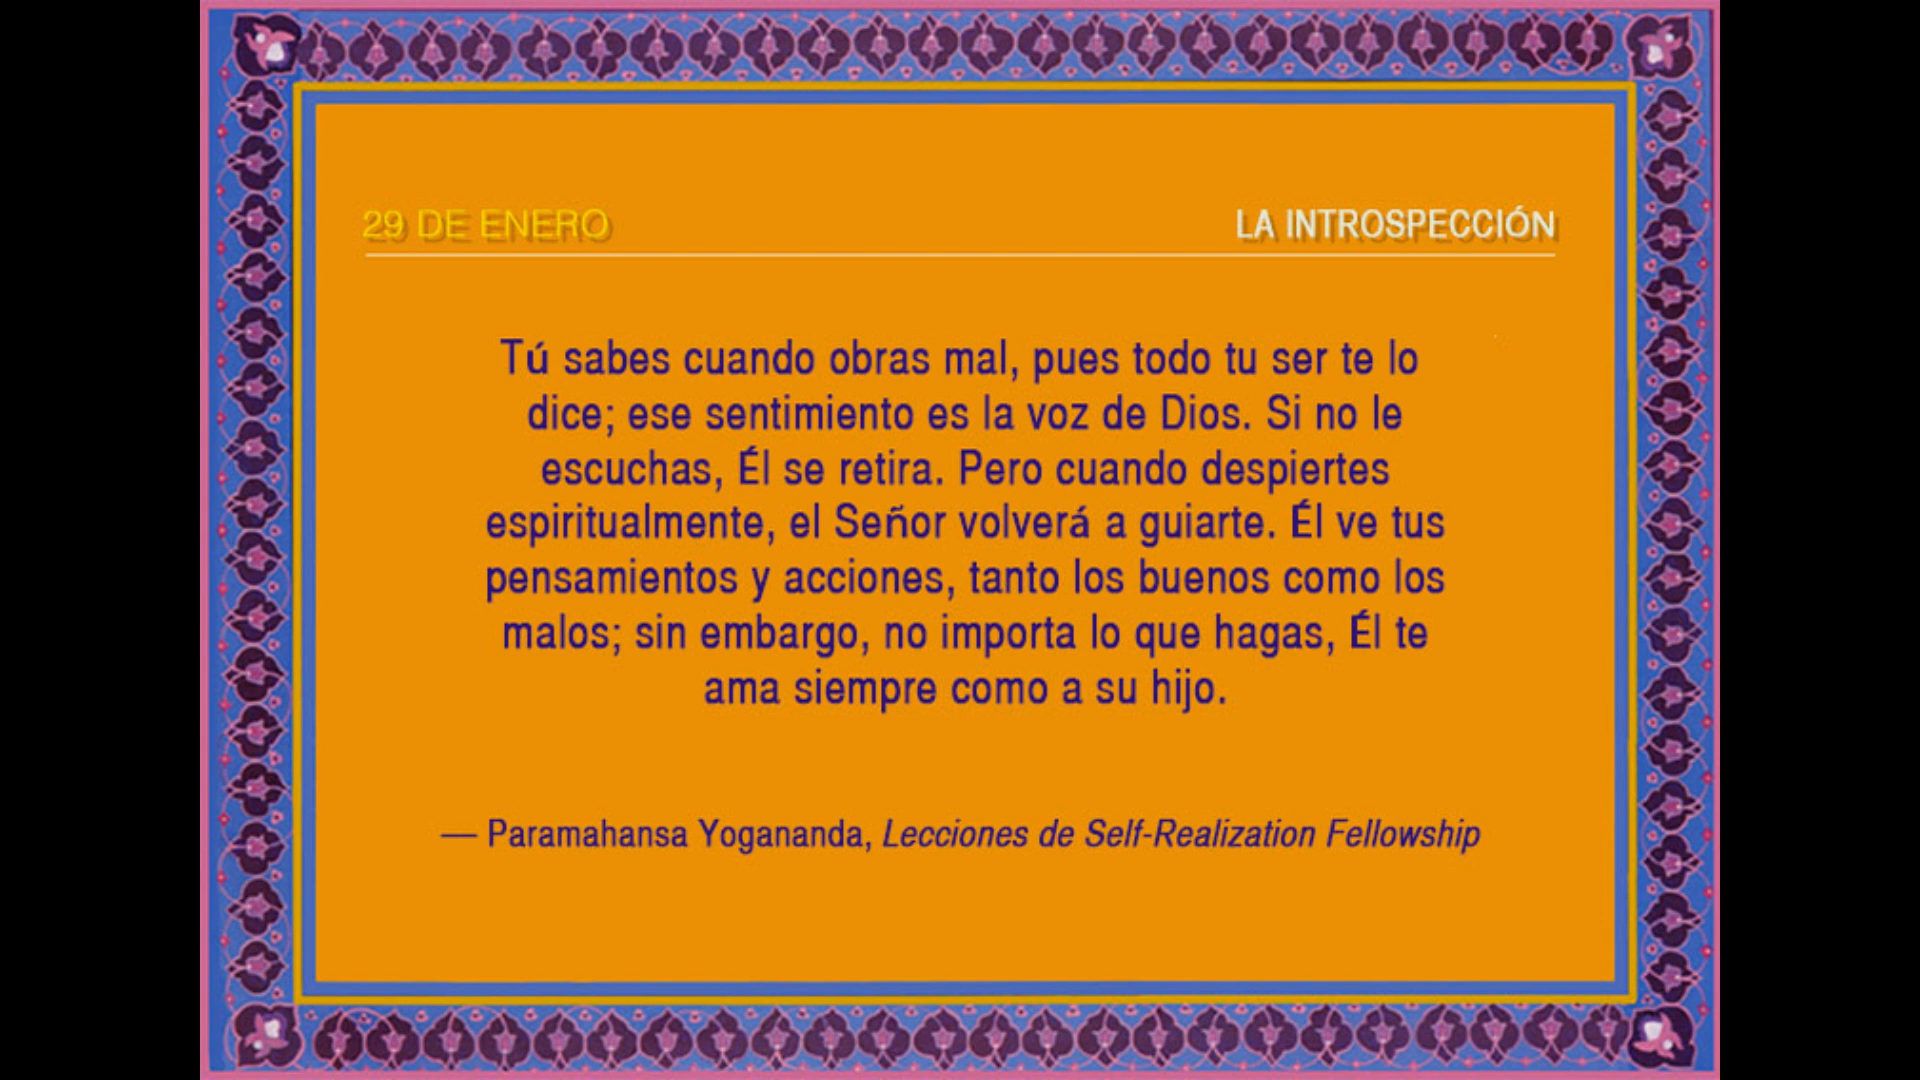 29 DE ENERO LA INTROSPECCIÓN
Tú sabes cuando obras mal, pues todo tu ser te lo
dice; ese sentimiento es la voz de Dios. Si no le
escuchas, Él se retira. Pero cuando despiertes
espiritualmente, el Señor volverá a guiarte. Él ve tus
pensamientos y acciones, tanto los buenos como los
malos; sin embargo, no importa lo que hagas, Él te
ama siempre como a su hijo.
— Paramahansa Yogananda, Lecciones de Self-Realization Fellowship